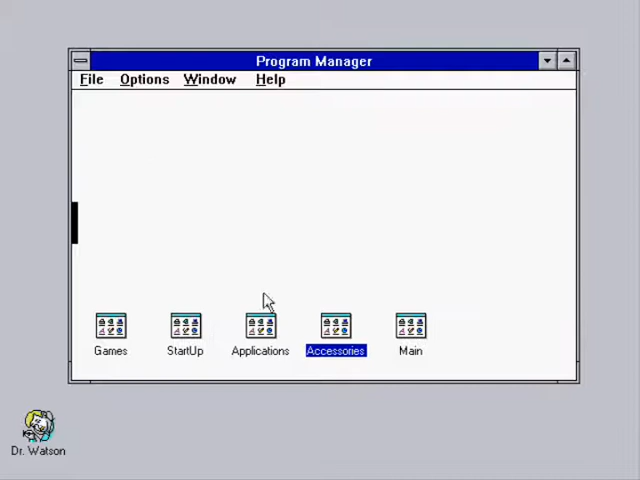 Program Manager
File Options Window Help
Games StartUp Applications Accessories Main
Dr. Watson